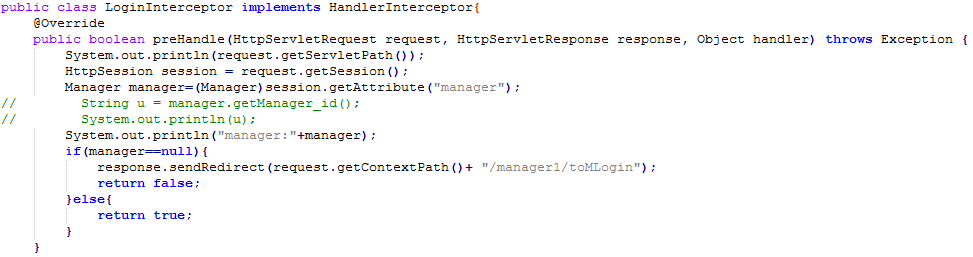 public class LoginInterceptor implements HandlerInterceptor{
    @Override
    public boolean preHandle(HttpServletRequest request, HttpServletResponse response, Object handler) throws Exception {
        System.out.println(request.getServletPath());
        HttpSession session = request.getSession();
        Manager manager=(Manager)session.getAttribute("manager");
//        String u = manager.getManager_id();
//        System.out.println(u);
        System.out.println("manager:"+manager);
        if(manager==null){
            response.sendRedirect(request.getContextPath()+ "/manager1/toMLogin");
            return false;
        }else{
            return true;
        }
    }